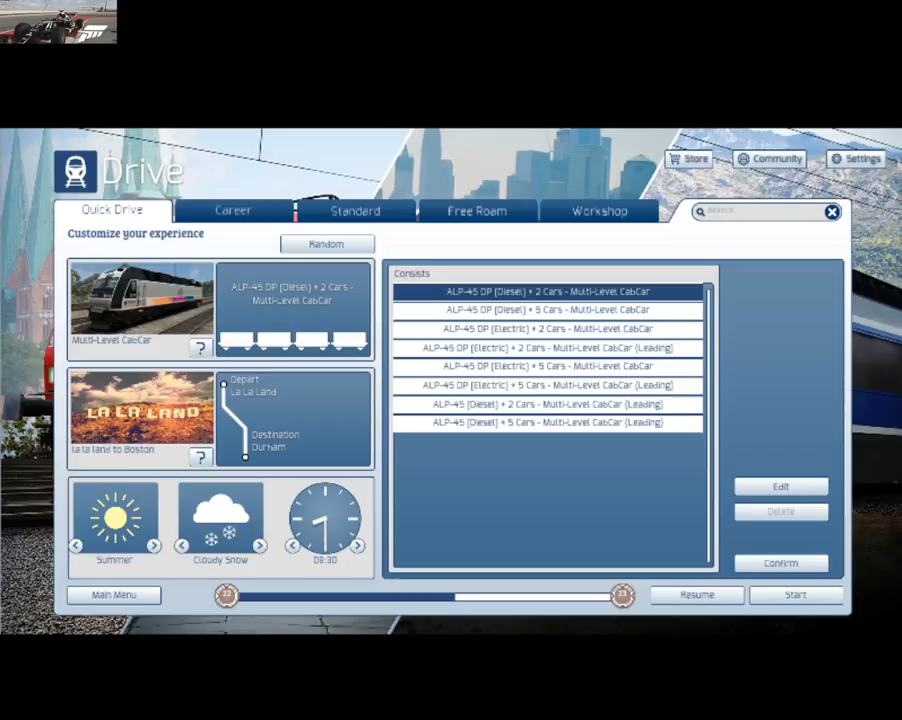 Drive
Store
Community
Settings
Quick Drive
Career
Standard
Free Roam
Workshop
Search
Customize your experience
Random
Multi-Level CabCar
?
ALP-45 DP (Diesel) + 2 Cars -
Multi-Level CabCar
LA LA LAND
la la land to Boston
?
Depart
La La Land
Destination
Durham
Summer
Cloudy Snow
08:30
Consists
ALP-45 DP (Diesel) + 2 Cars - Multi-Level CabCar
ALP-45 DP (Diesel) + 5 Cars - Multi-Level CabCar
ALP-45 DP (Electric) + 2 Cars - Multi-Level CabCar
ALP-45 DP (Electric) + 2 Cars - Multi-Level CabCar (Leading)
ALP-45 DP (Electric) + 5 Cars - Multi-Level CabCar
ALP-45 DP (Electric) + 5 Cars - Multi-Level CabCar (Leading)
ALP-45 (Diesel) + 2 Cars - Multi-Level CabCar (Leading)
ALP-45 (Diesel) + 5 Cars - Multi-Level CabCar (Leading)
Edit
Delete
Confirm
Main Menu
22
23
Resume
Start